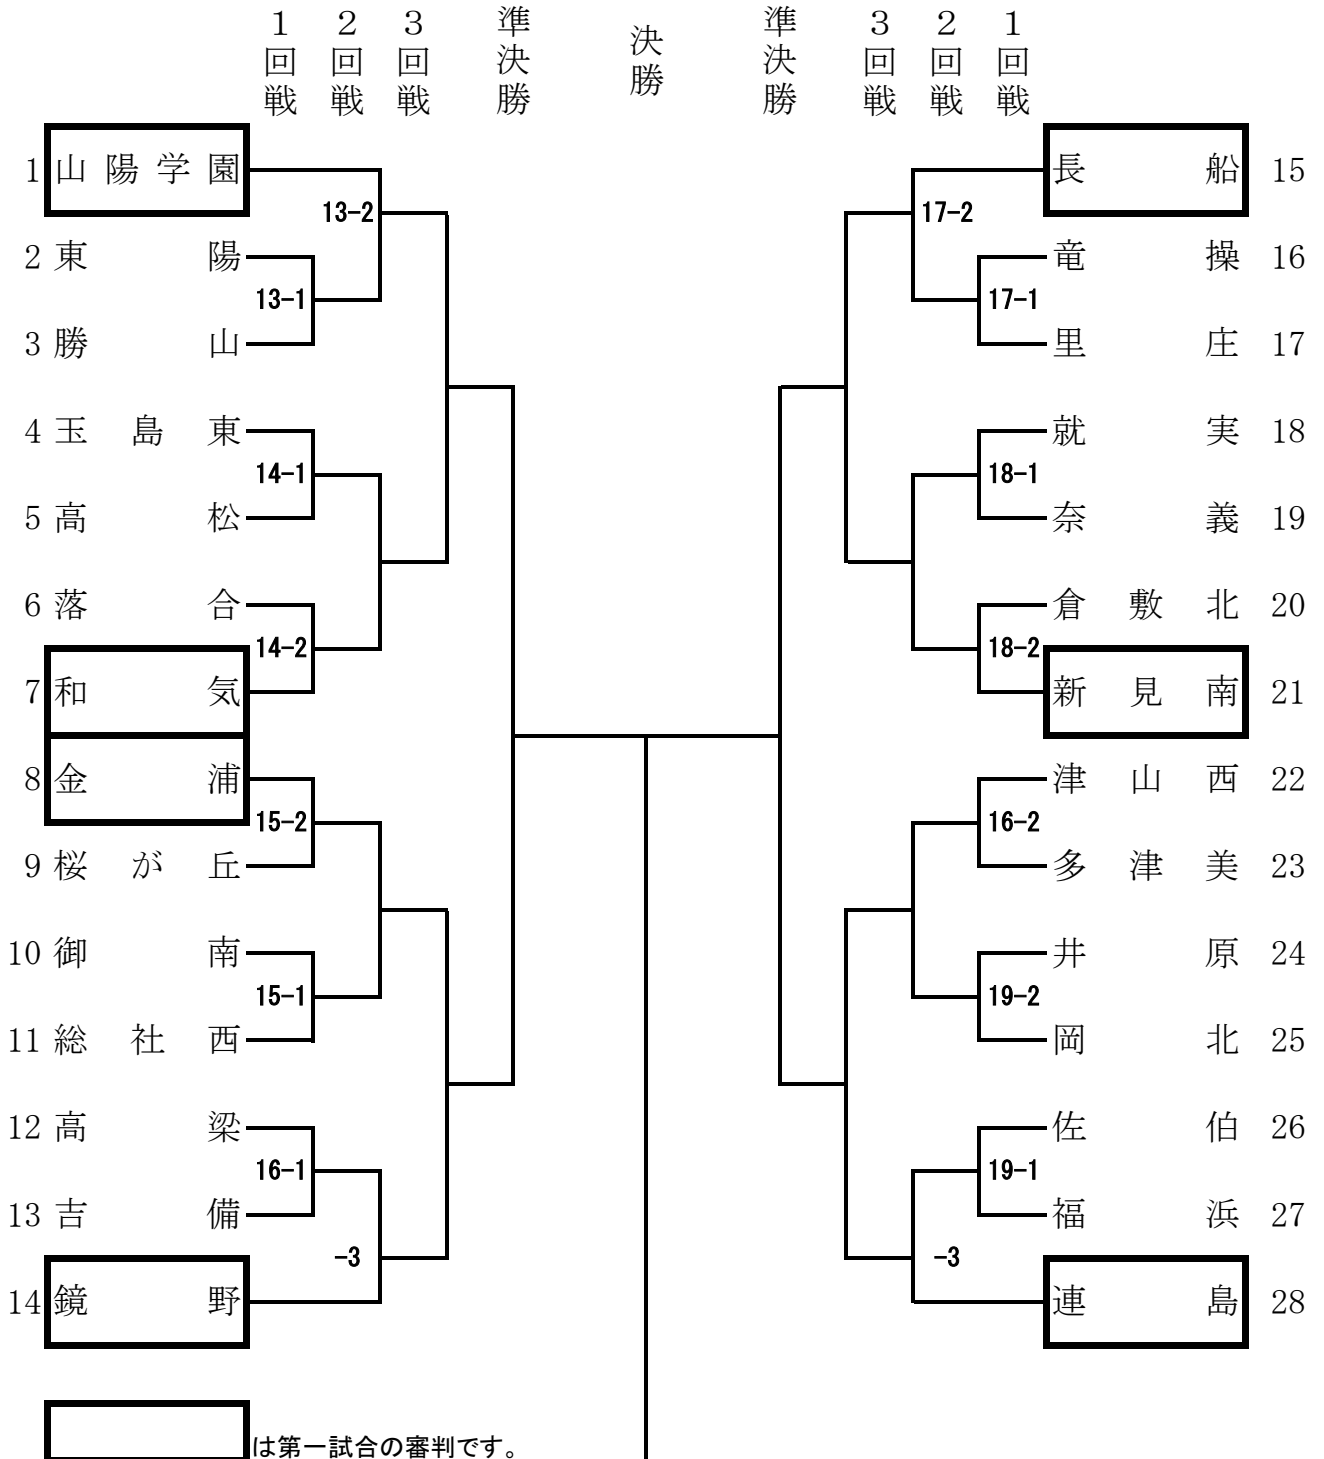 1回戦 2回戦 3回戦 準決勝 決勝 準決勝 3回戦 2回戦 1回戦
1 山陽学園 長船 15
13-2 17-2
2 東陽 竜操 16
13-1 17-1
3 勝山 里庄 17
4 玉島東 就実 18
14-1 18-1
5 高松 奈義 19
6 落合 倉敷北 20
14-2 18-2
7 和気 新見南 21
8 金浦 津山西 22
15-2 16-2
9 桜が丘 多津美 23
10 御南 井原 24
15-1 19-2
11 総社西 岡北 25
12 高梁 佐伯 26
16-1 19-1
13 吉備 福浜 27
-3 -3
14 鏡野 連島 28
は第一試合の審判です。